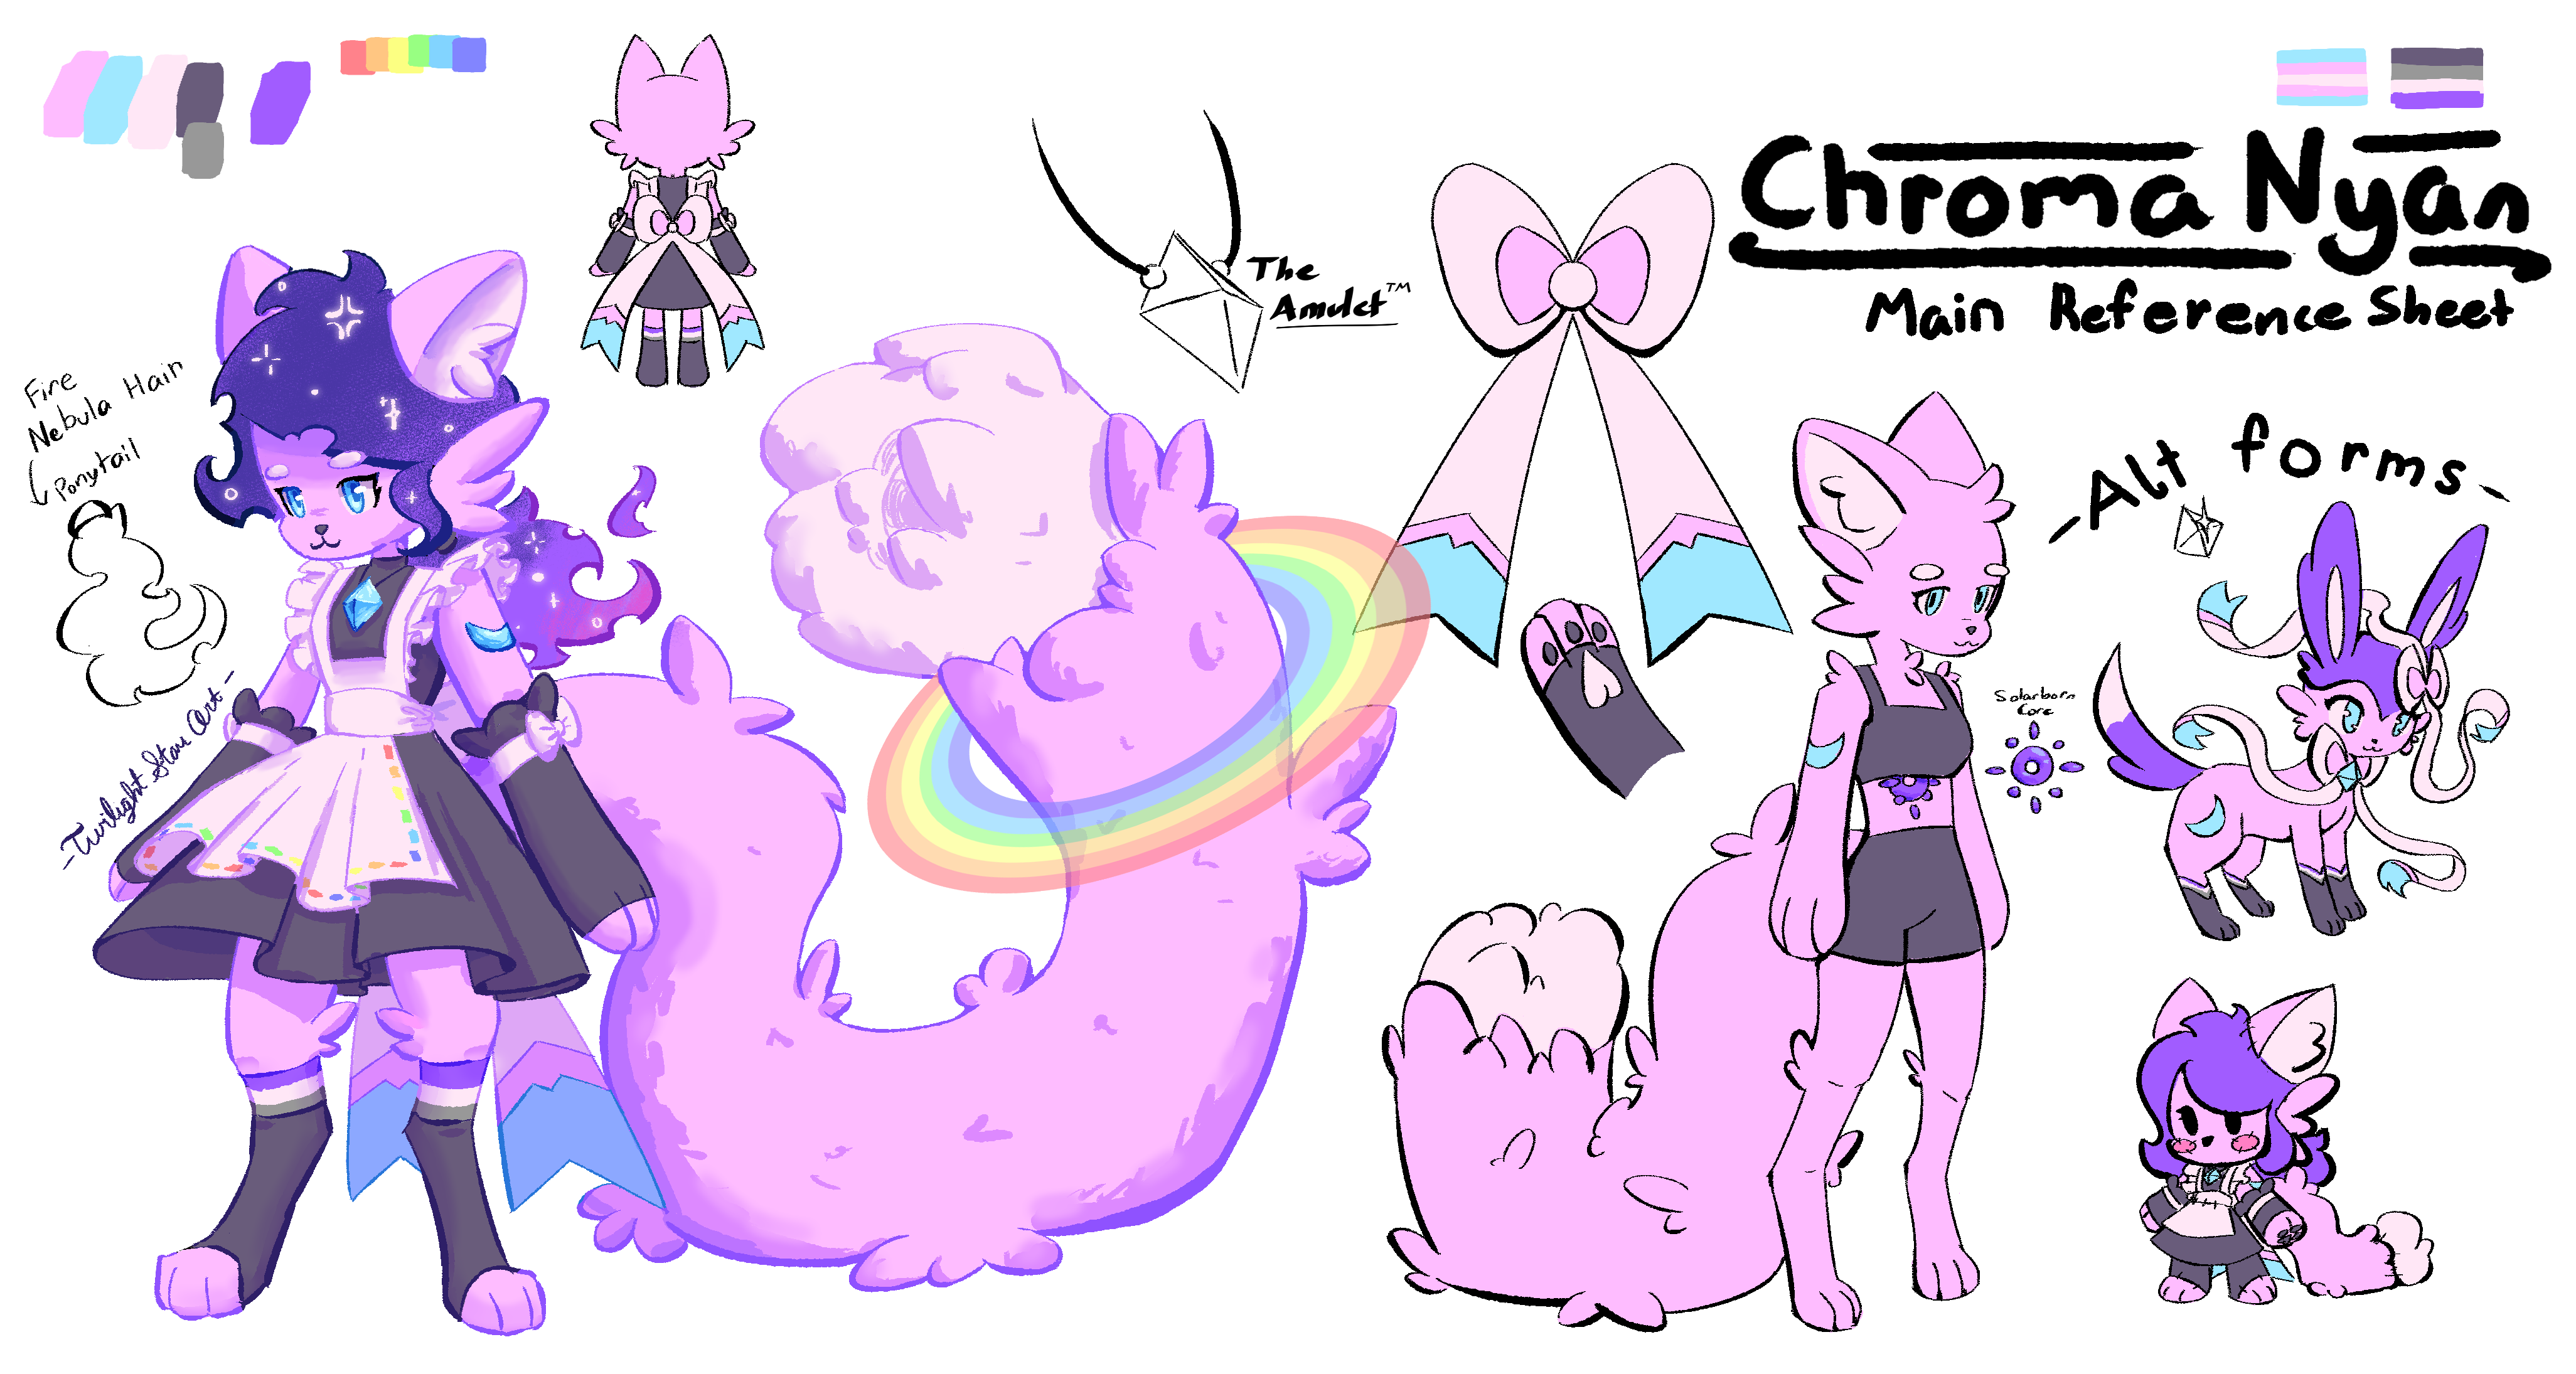 Chroma Nyan
Main Reference Sheet
The
Amulet™
Fire
Nebula Hair
Ponytail
-Twilight Star Art-
-Alt forms-
Solarborn
Core